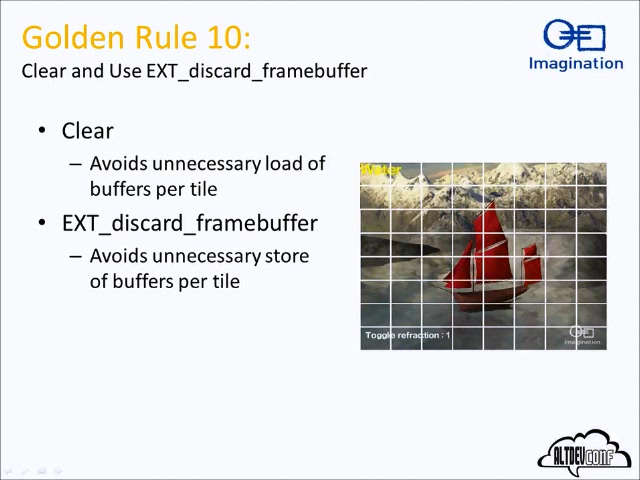 Golden Rule 10:
Clear and Use EXT_discard_framebuffer
Imagination
• Clear
– Avoids unnecessary load of
buffers per tile
• EXT_discard_framebuffer
– Avoids unnecessary store
of buffers per tile
Water
Toggle refraction : 1
Imagination
ALTDEVCONF